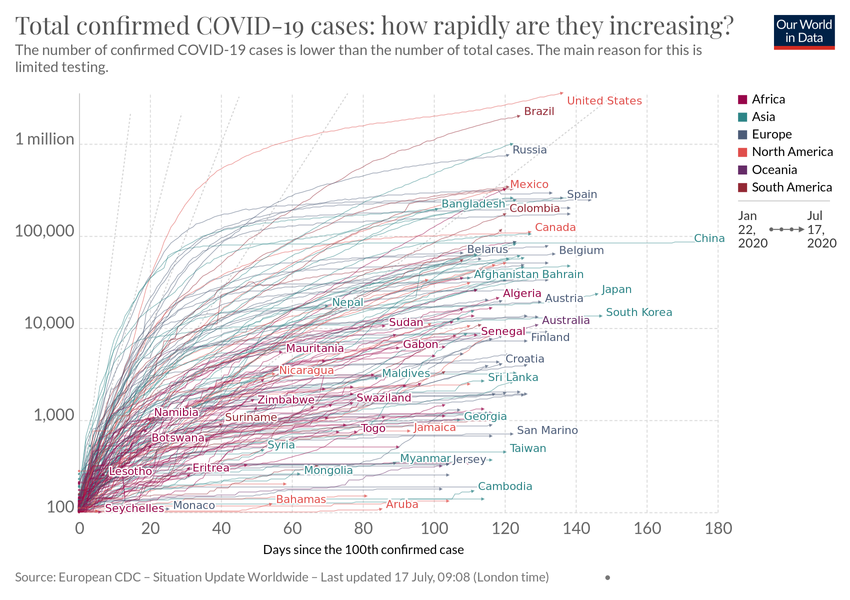 Total confirmed COVID-19 cases: how rapidly are they increasing?
Our World
in Data
The number of confirmed COVID-19 cases is lower than the number of total cases. The main reason for this is
limited testing.
United States
Brazil
1 million
Russia
Mexico
Spain
Bangladesh
Colombia
Canada
100,000
China
Belarus
Belgium
Afghanistan
Bahrain
Japan
Algeria
Austria
Nepal
South Korea
10,000
Sudan
Australia
Senegal
Finland
Gabon
Mauritania
Croatia
Nicaragua
Maldives
Sri Lanka
Zimbabwe
Swaziland
1,000
Namibia
Suriname
Georgia
Togo
Jamaica
San Marino
Botswana
Syria
Taiwan
Myanmar
Jersey
Lesotho
Eritrea
Mongolia
Cambodia
100
Seychelles
Monaco
Bahamas
Aruba
0 20 40 60 80 100 120 140 160 180
Days since the 100th confirmed case
Africa
Asia
Europe
North America
Oceania
South America
Jan
22,
2020
Jul
17,
2020
Source: European CDC – Situation Update Worldwide – Last updated 17 July, 09:08 (London time)